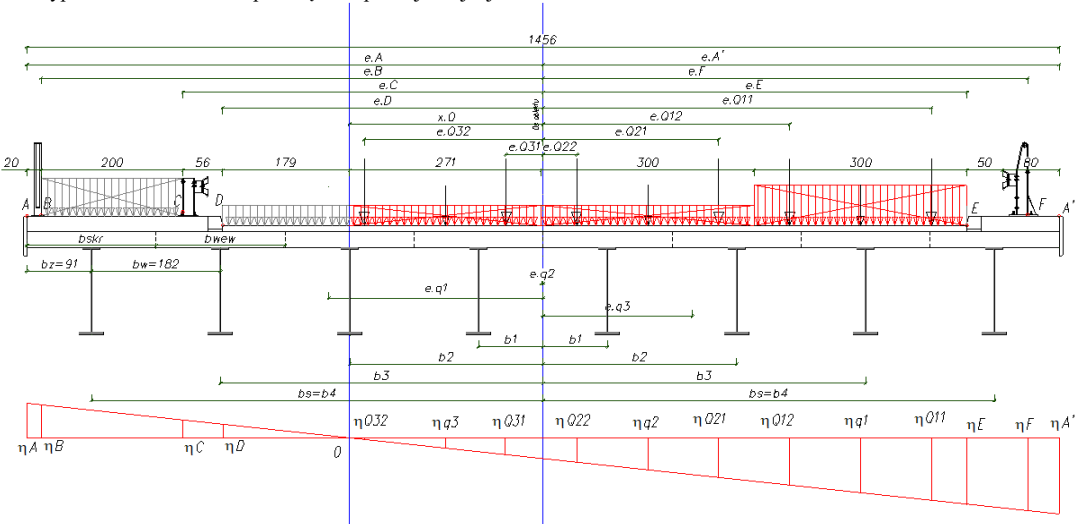 1456
e.A e.A'
e.B e.F
e.C e.E
e.D e.Q11
x.0 e.Q12
e.Q32 e.Q21
e.Q31 e.Q22
20 200 56 179 271 300 300 50 80
A B C D E F A'
bskr bwew
bz=91 bw=182
e.q2
e.q1
e.q3
b1 b1
b2 b2
b3 b3
bs=b4 bs=b4
ηA ηB ηC ηD 0 ηQ32 ηq3 ηQ31 ηQ22 ηq2 ηQ21 ηQ12 ηq1 ηQ11 ηE ηF ηA'